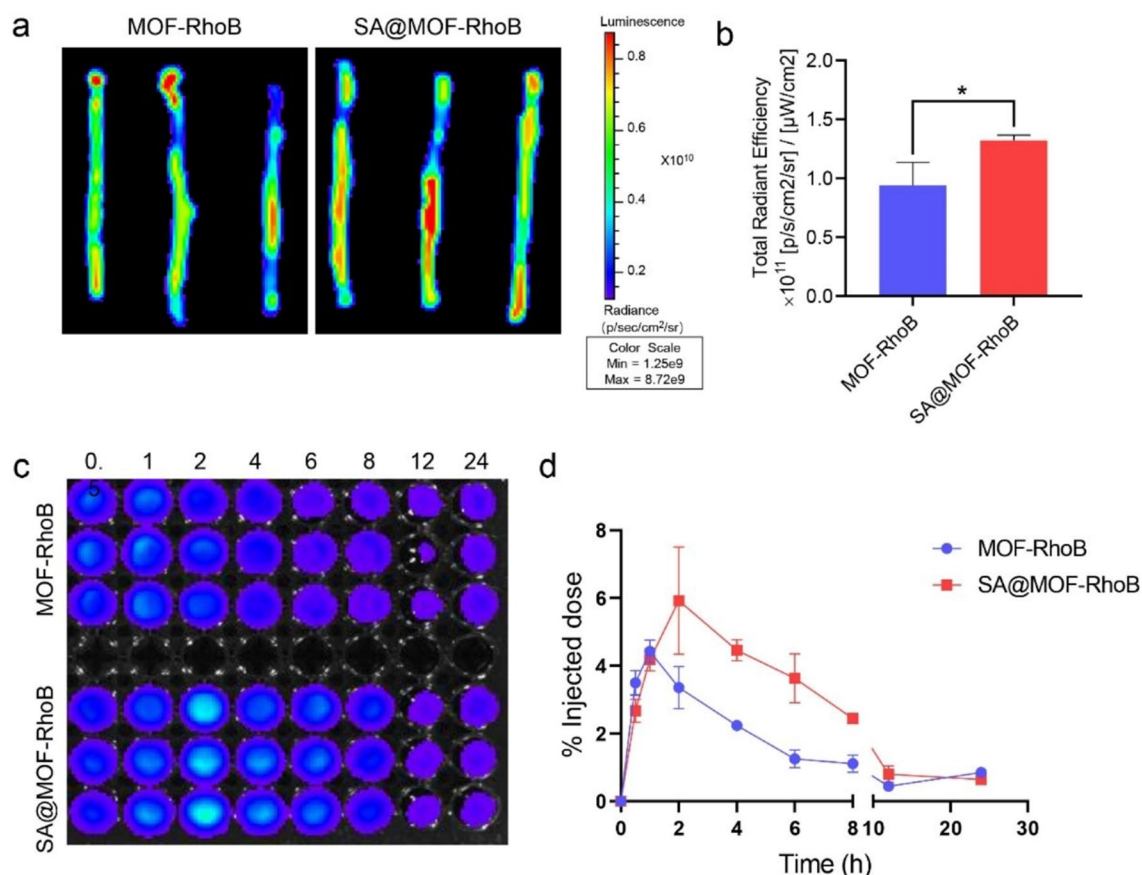 a
MOF-RhoB
SA@MOF-RhoB
Luminescence
0.8
0.6
X10¹⁰
0.4
0.2
Radiance
(p/sec/cm²/sr)
Color Scale
Min = 1.25e9
Max = 8.72e9
b
*
Total Radiant Efficiency
×10¹¹ [p/s/cm2/sr] / [µW/cm2]
2.0
1.5
1.0
0.5
0.0
MOF-RhoB
SA@MOF-RhoB
c
0.5 1 2 4 6 8 12 24
MOF-RhoB
SA@MOF-RhoB
d
% Injected dose
8
6
4
2
0
0 2 4 6 8 10 20 30
Time (h)
MOF-RhoB
SA@MOF-RhoB